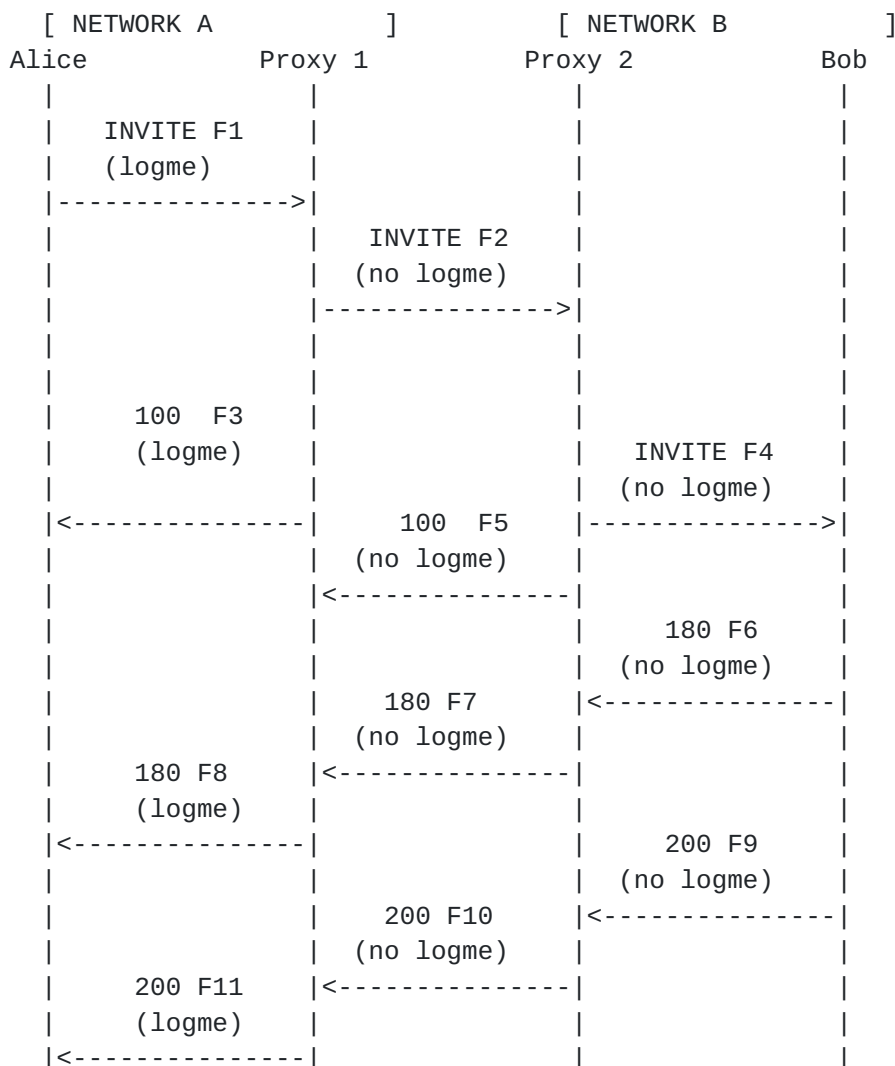 [ NETWORK A           ]          [ NETWORK B          ]
Alice           Proxy 1          Proxy 2            Bob
INVITE F1
(logme)
INVITE F2
(no logme)
100  F3
(logme)          INVITE F4
(no logme)
100  F5
(no logme)
180 F6
(no logme)
180 F7
(no logme)
180 F8
(logme)
200 F9
(no logme)
200 F10
(no logme)
200 F11
(logme)